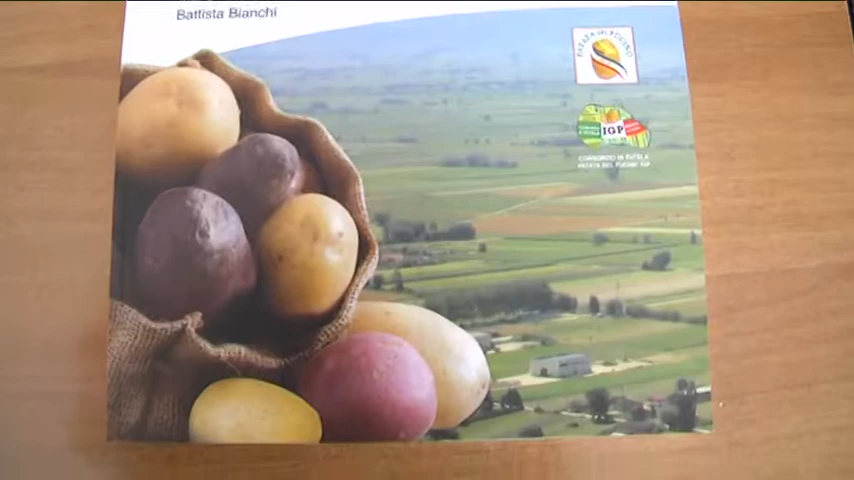 Battista Bianchi
PATATA DEL FUCINO
IGP
CONSORZIO DI TUTELA
PATATA DEL FUCINO IGP